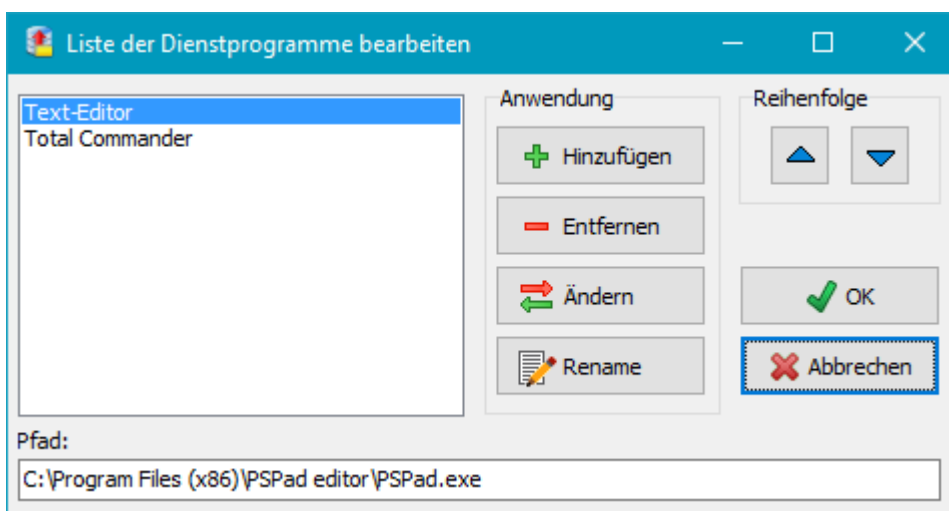 Liste der Dienstprogramme bearbeiten
Text-Editor
Total Commander
Anwendung
Hinzufügen
Entfernen
Ändern
Rename
Reihenfolge
OK
Abbrechen
Pfad:
C:\Program Files (x86)\PSPad editor\PSPad.exe